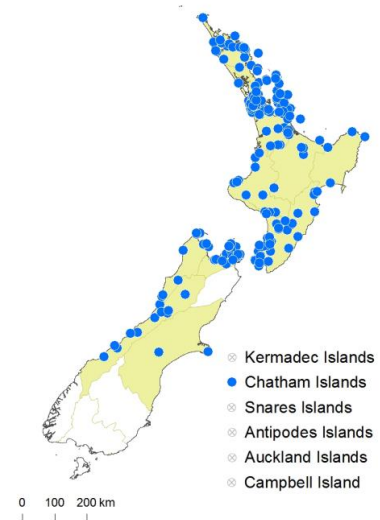 Kermadec Islands
Chatham Islands
Snares Islands
Antipodes Islands
Auckland Islands
Campbell Island
0 100 200 km